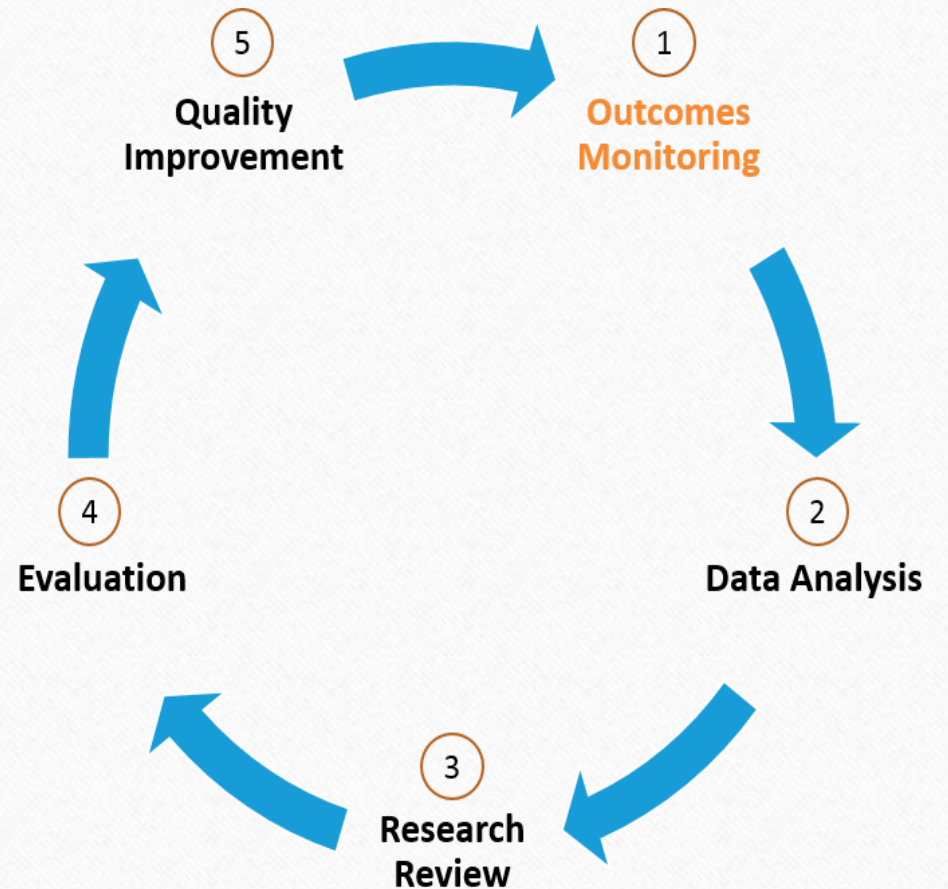 1
Outcomes
Monitoring
2
Data Analysis
3
Research
Review
4
Evaluation
5
Quality
Improvement